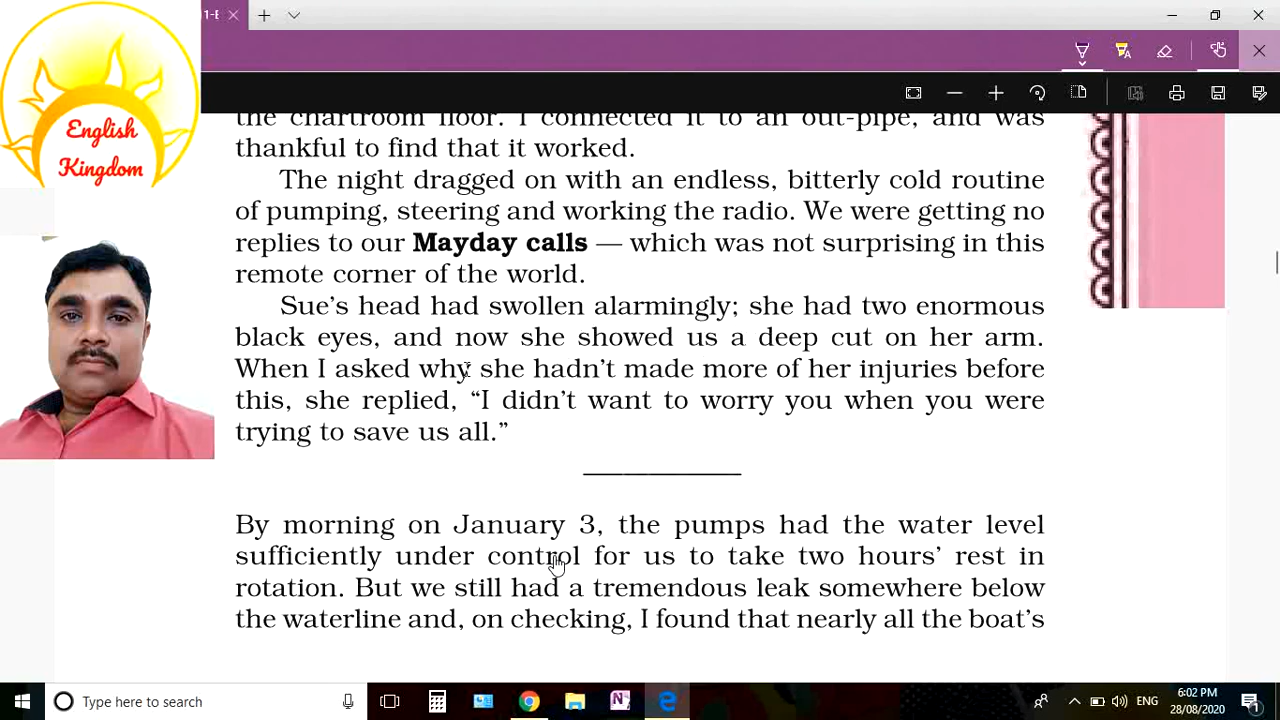 1-E
English
Kingdom
the chartroom floor. I connected it to an out-pipe, and was
thankful to find that it worked.
The night dragged on with an endless, bitterly cold routine
of pumping, steering and working the radio. We were getting no
replies to our Mayday calls — which was not surprising in this
remote corner of the world.
Sue’s head had swollen alarmingly; she had two enormous
black eyes, and now she showed us a deep cut on her arm.
When I asked why she hadn’t made more of her injuries before
this, she replied, “I didn’t want to worry you when you were
trying to save us all.”
By morning on January 3, the pumps had the water level
sufficiently under control for us to take two hours’ rest in
rotation. But we still had a tremendous leak somewhere below
the waterline and, on checking, I found that nearly all the boat’s
Type here to search
ENG
6:02 PM
28/08/2020
1